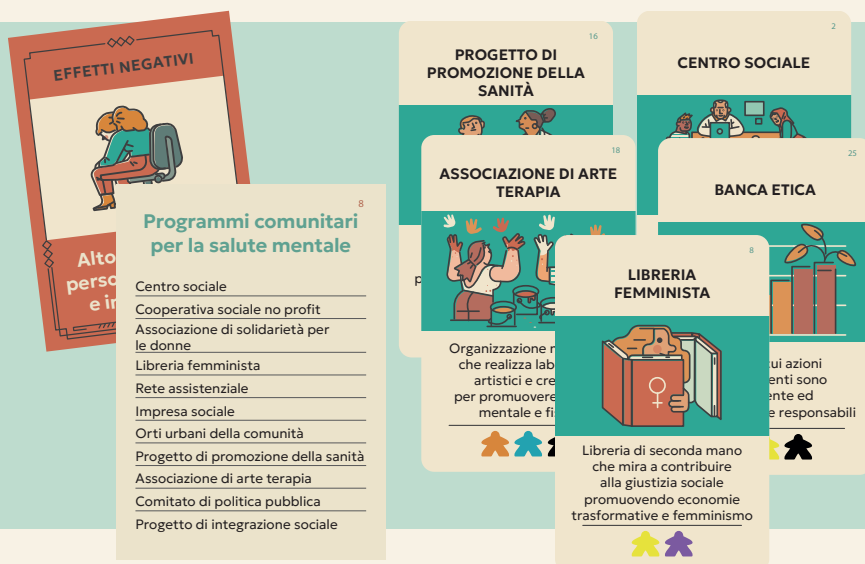 EFFETTI NEGATIVI
Alto
perso
e in
8
Programmi comunitari
per la salute mentale
Centro sociale
Cooperativa sociale no profit
Associazione di solidarietà per
le donne
Libreria femminista
Rete assistenziale
Impresa sociale
Orti urbani della comunità
Progetto di promozione della sanità
Associazione di arte terapia
Comitato di politica pubblica
Progetto di integrazione sociale
16
PROGETTO DI
PROMOZIONE DELLA
SANITÀ
p
2
CENTRO SOCIALE
18
ASSOCIAZIONE DI ARTE
TERAPIA
Organizzazione
che realizza lab
artistici e cre
per promuovere
mentale e fi
25
BANCA ETICA
cui azioni
enti sono
ente ed
e responsabili
8
LIBRERIA
FEMMINISTA
Libreria di seconda mano
che mira a contribuire
alla giustizia sociale
promuovendo economie
trasformative e femminismo